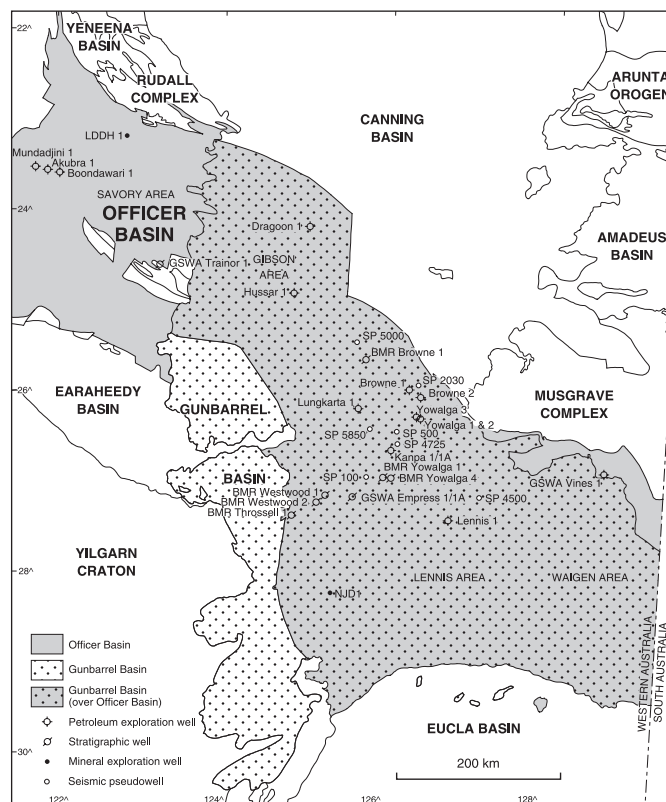 22°
YENEENA
BASIN
RUDALL
COMPLEX
ARUNTA
OROGEN
CANNING
BASIN
LDDH 1
Mundadjini 1
Akubra 1
Boondawari 1
SAVORY AREA
24°
OFFICER
BASIN
Dragoon 1
AMADEUS
BASIN
GSWA Trainor 1
GIBSON
AREA
Hussar 1
SP 5000
BMR Browne 1
26°
EARAHEEDY
BASIN
GUNBARREL
Browne 1
SP 2030
Browne 2
MUSGRAVE
COMPLEX
Lungkarta 1
Yowalga 3
Yowalga 1 & 2
SP 5850
SP 500
SP 4725
Kanpa 1/1A
BASIN
BMR Yowalga 1
SP 100
BMR Yowalga 4
GSWA Vines 1
BMR Westwood 1
BMR Westwood 2
GSWA Empress 1/1A
SP 4500
BMR Throssell 1
Lennis 1
YILGARN
CRATON
28°
LENNIS AREA
WAIGEN AREA
NJD1
Officer Basin
Gunbarrel Basin
Gunbarrel Basin
(over Officer Basin)
Petroleum exploration well
Stratigraphic well
Mineral exploration well
Seismic pseudowell
WESTERN AUSTRALIA
SOUTH AUSTRALIA
EUCLA BASIN
30°
200 km
122°
124°
126°
128°